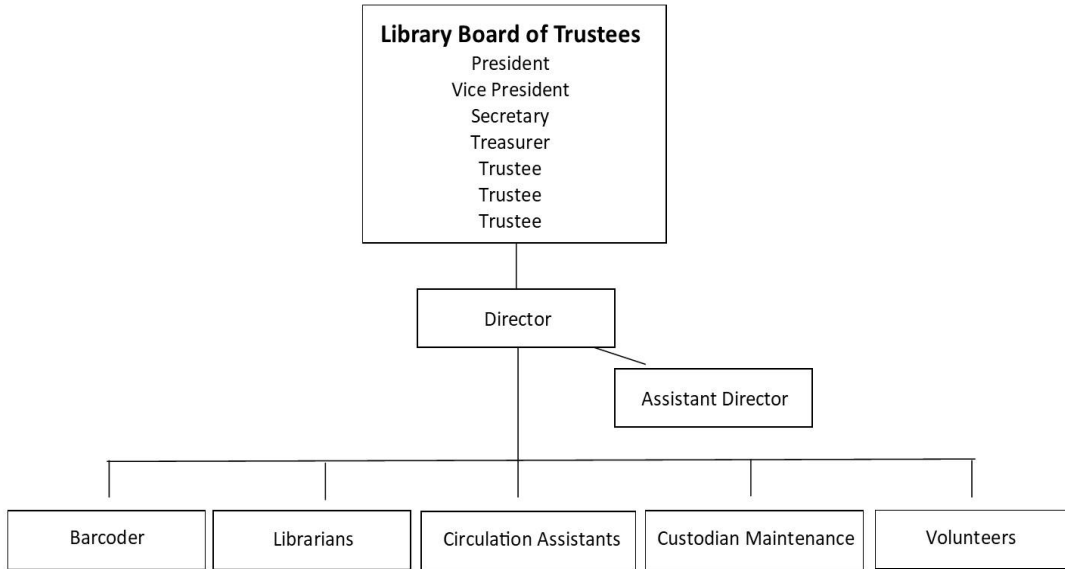 Library Board of Trustees
President
Vice President
Secretary
Treasurer
Trustee
Trustee
Trustee
Director
Assistant Director
Barcoder
Librarians
Circulation Assistants
Custodian Maintenance
Volunteers